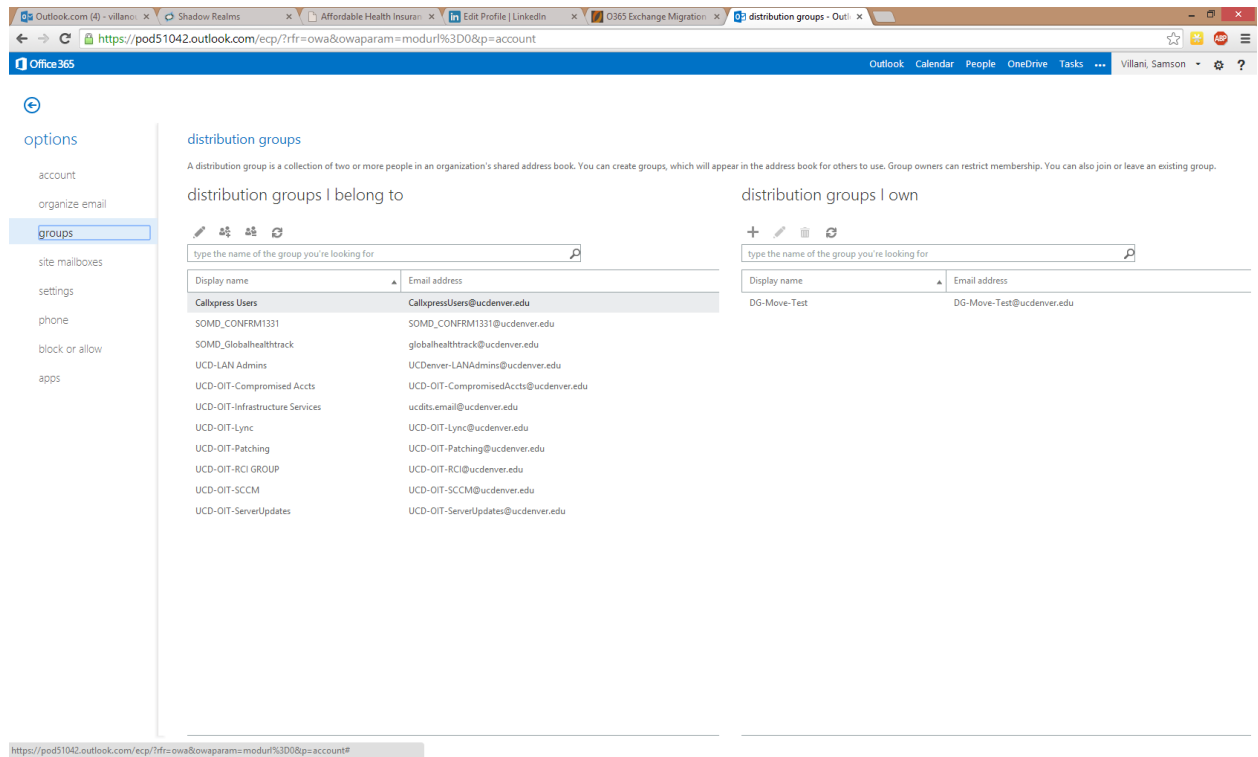 Outlook.com (4) - villano
Shadow Realms
Affordable Health Insuran
Edit Profile | LinkedIn
O365 Exchange Migration
distribution groups - Outl
https://pod51042.outlook.com/ecp/?rfr=owa&owaparam=modurl%3D0&p=account
ABP
Office 365
Outlook Calendar People OneDrive Tasks ••• Villani, Samson ?
options
account
organize email
groups
site mailboxes
settings
phone
block or allow
apps
distribution groups
A distribution group is a collection of two or more people in an organization's shared address book. You can create groups, which will appear in the address book for others to use. Group owners can restrict membership. You can also join or leave an existing group.
distribution groups I belong to
type the name of the group you're looking for
Display name Email address
Callxpress Users CallxpressUsers@ucdenver.edu
SOMD_CONFRM1331 SOMD_CONFRM1331@ucdenver.edu
SOMD_Globalhealthtrack globalhealthtrack@ucdenver.edu
UCD-LAN Admins UCDenver-LANAdmins@ucdenver.edu
UCD-OIT-Compromised Accts UCD-OIT-CompromisedAccts@ucdenver.edu
UCD-OIT-Infrastructure Services ucdits.email@ucdenver.edu
UCD-OIT-Lync UCD-OIT-Lync@ucdenver.edu
UCD-OIT-Patching UCD-OIT-Patching@ucdenver.edu
UCD-OIT-RCI GROUP UCD-OIT-RCI@ucdenver.edu
UCD-OIT-SCCM UCD-OIT-SCCM@ucdenver.edu
UCD-OIT-ServerUpdates UCD-OIT-ServerUpdates@ucdenver.edu
distribution groups I own
type the name of the group you're looking for
Display name Email address
DG-Move-Test DG-Move-Test@ucdenver.edu
https://pod51042.outlook.com/ecp/?rfr=owa&owaparam=modurl%3D0&p=account#